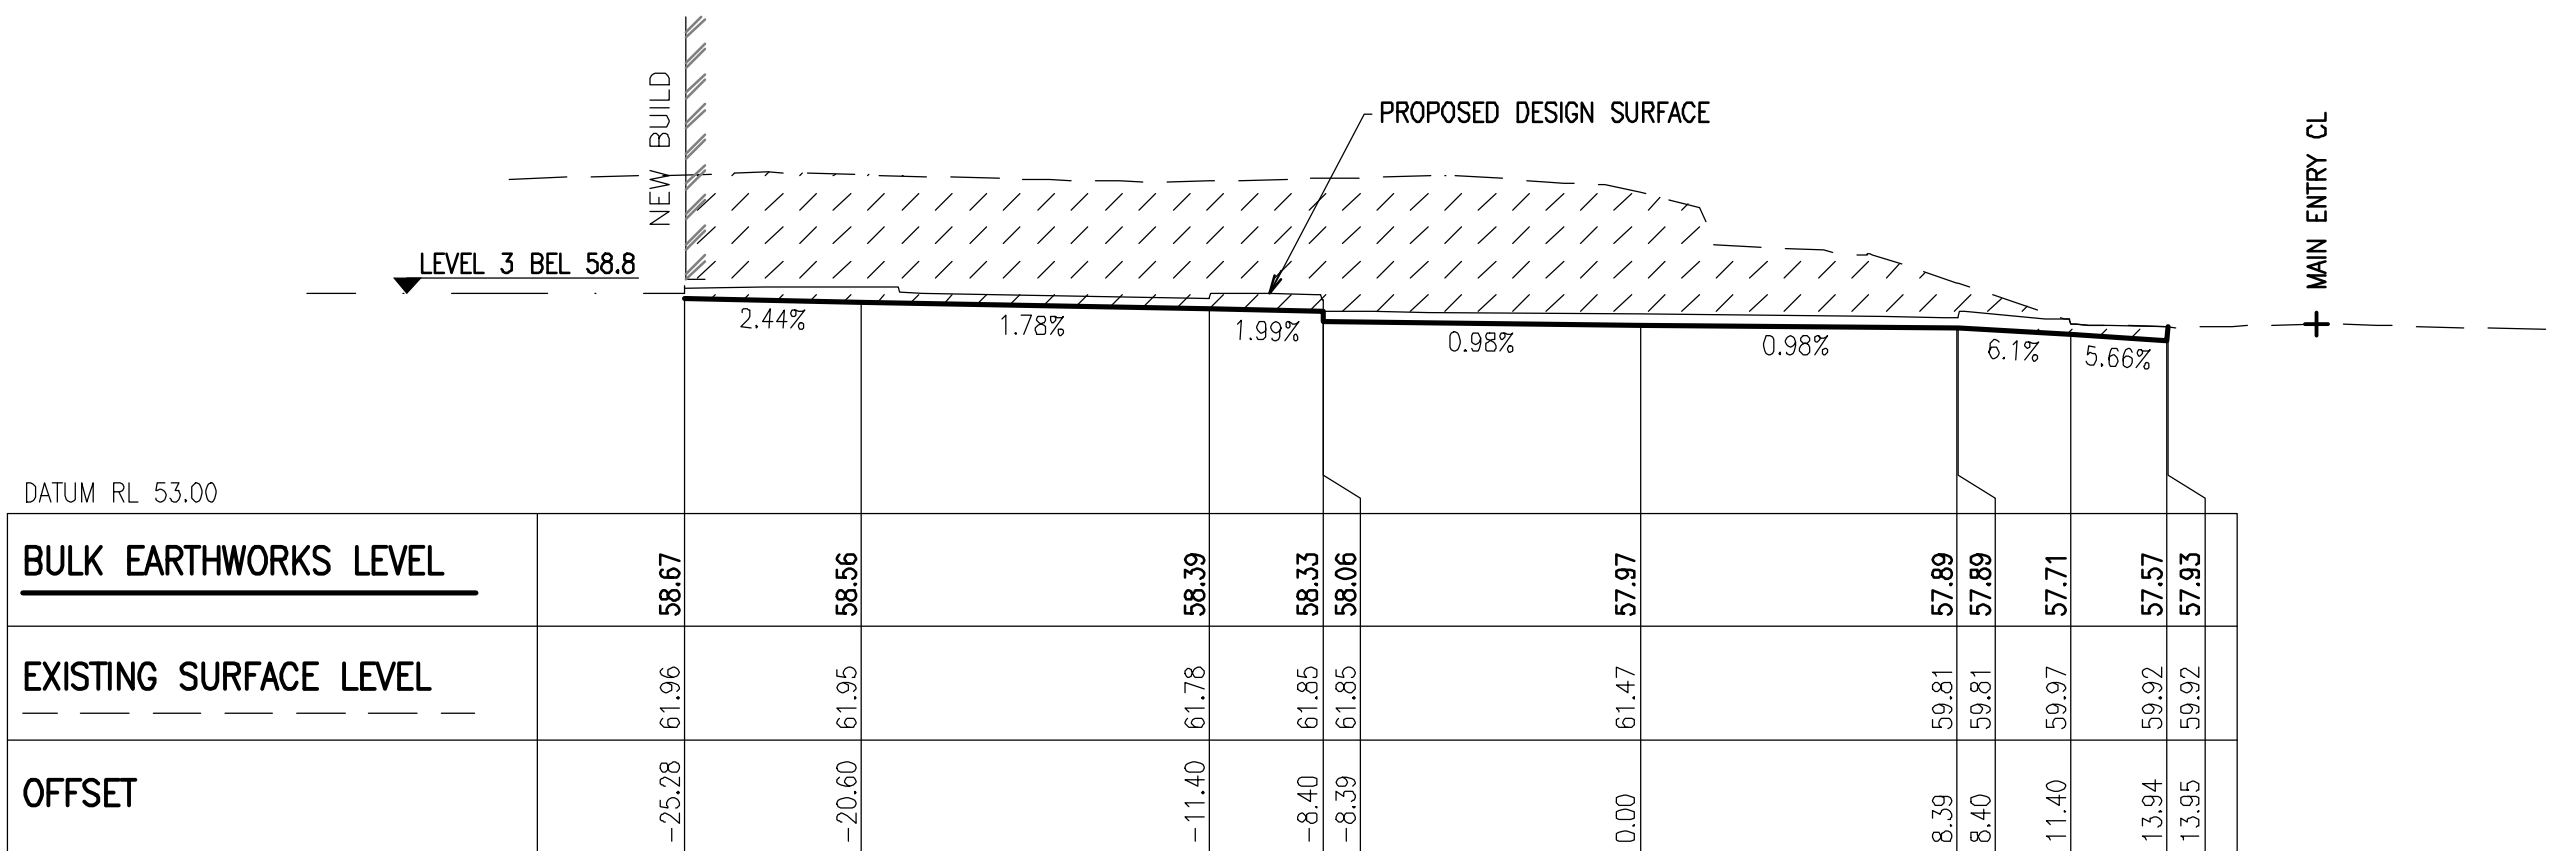 NEW BUILD
PROPOSED DESIGN SURFACE
MAIN ENTRY CL
LEVEL 3 BEL 58.8
2.44%
1.78%
1.99%
0.98%
0.98%
6.1%
5.66%
DATUM RL 53.00
BULK EARTHWORKS LEVEL 58.67 58.56 58.39 58.33 58.06 57.97 57.89 57.89 57.71 57.57 57.93
EXISTING SURFACE LEVEL 61.96 61.95 61.78 61.85 61.85 61.47 59.81 59.81 59.97 59.92 59.92
OFFSET -25.28 -20.60 -11.40 -8.40 -8.39 0.00 8.39 8.40 11.40 13.94 13.95